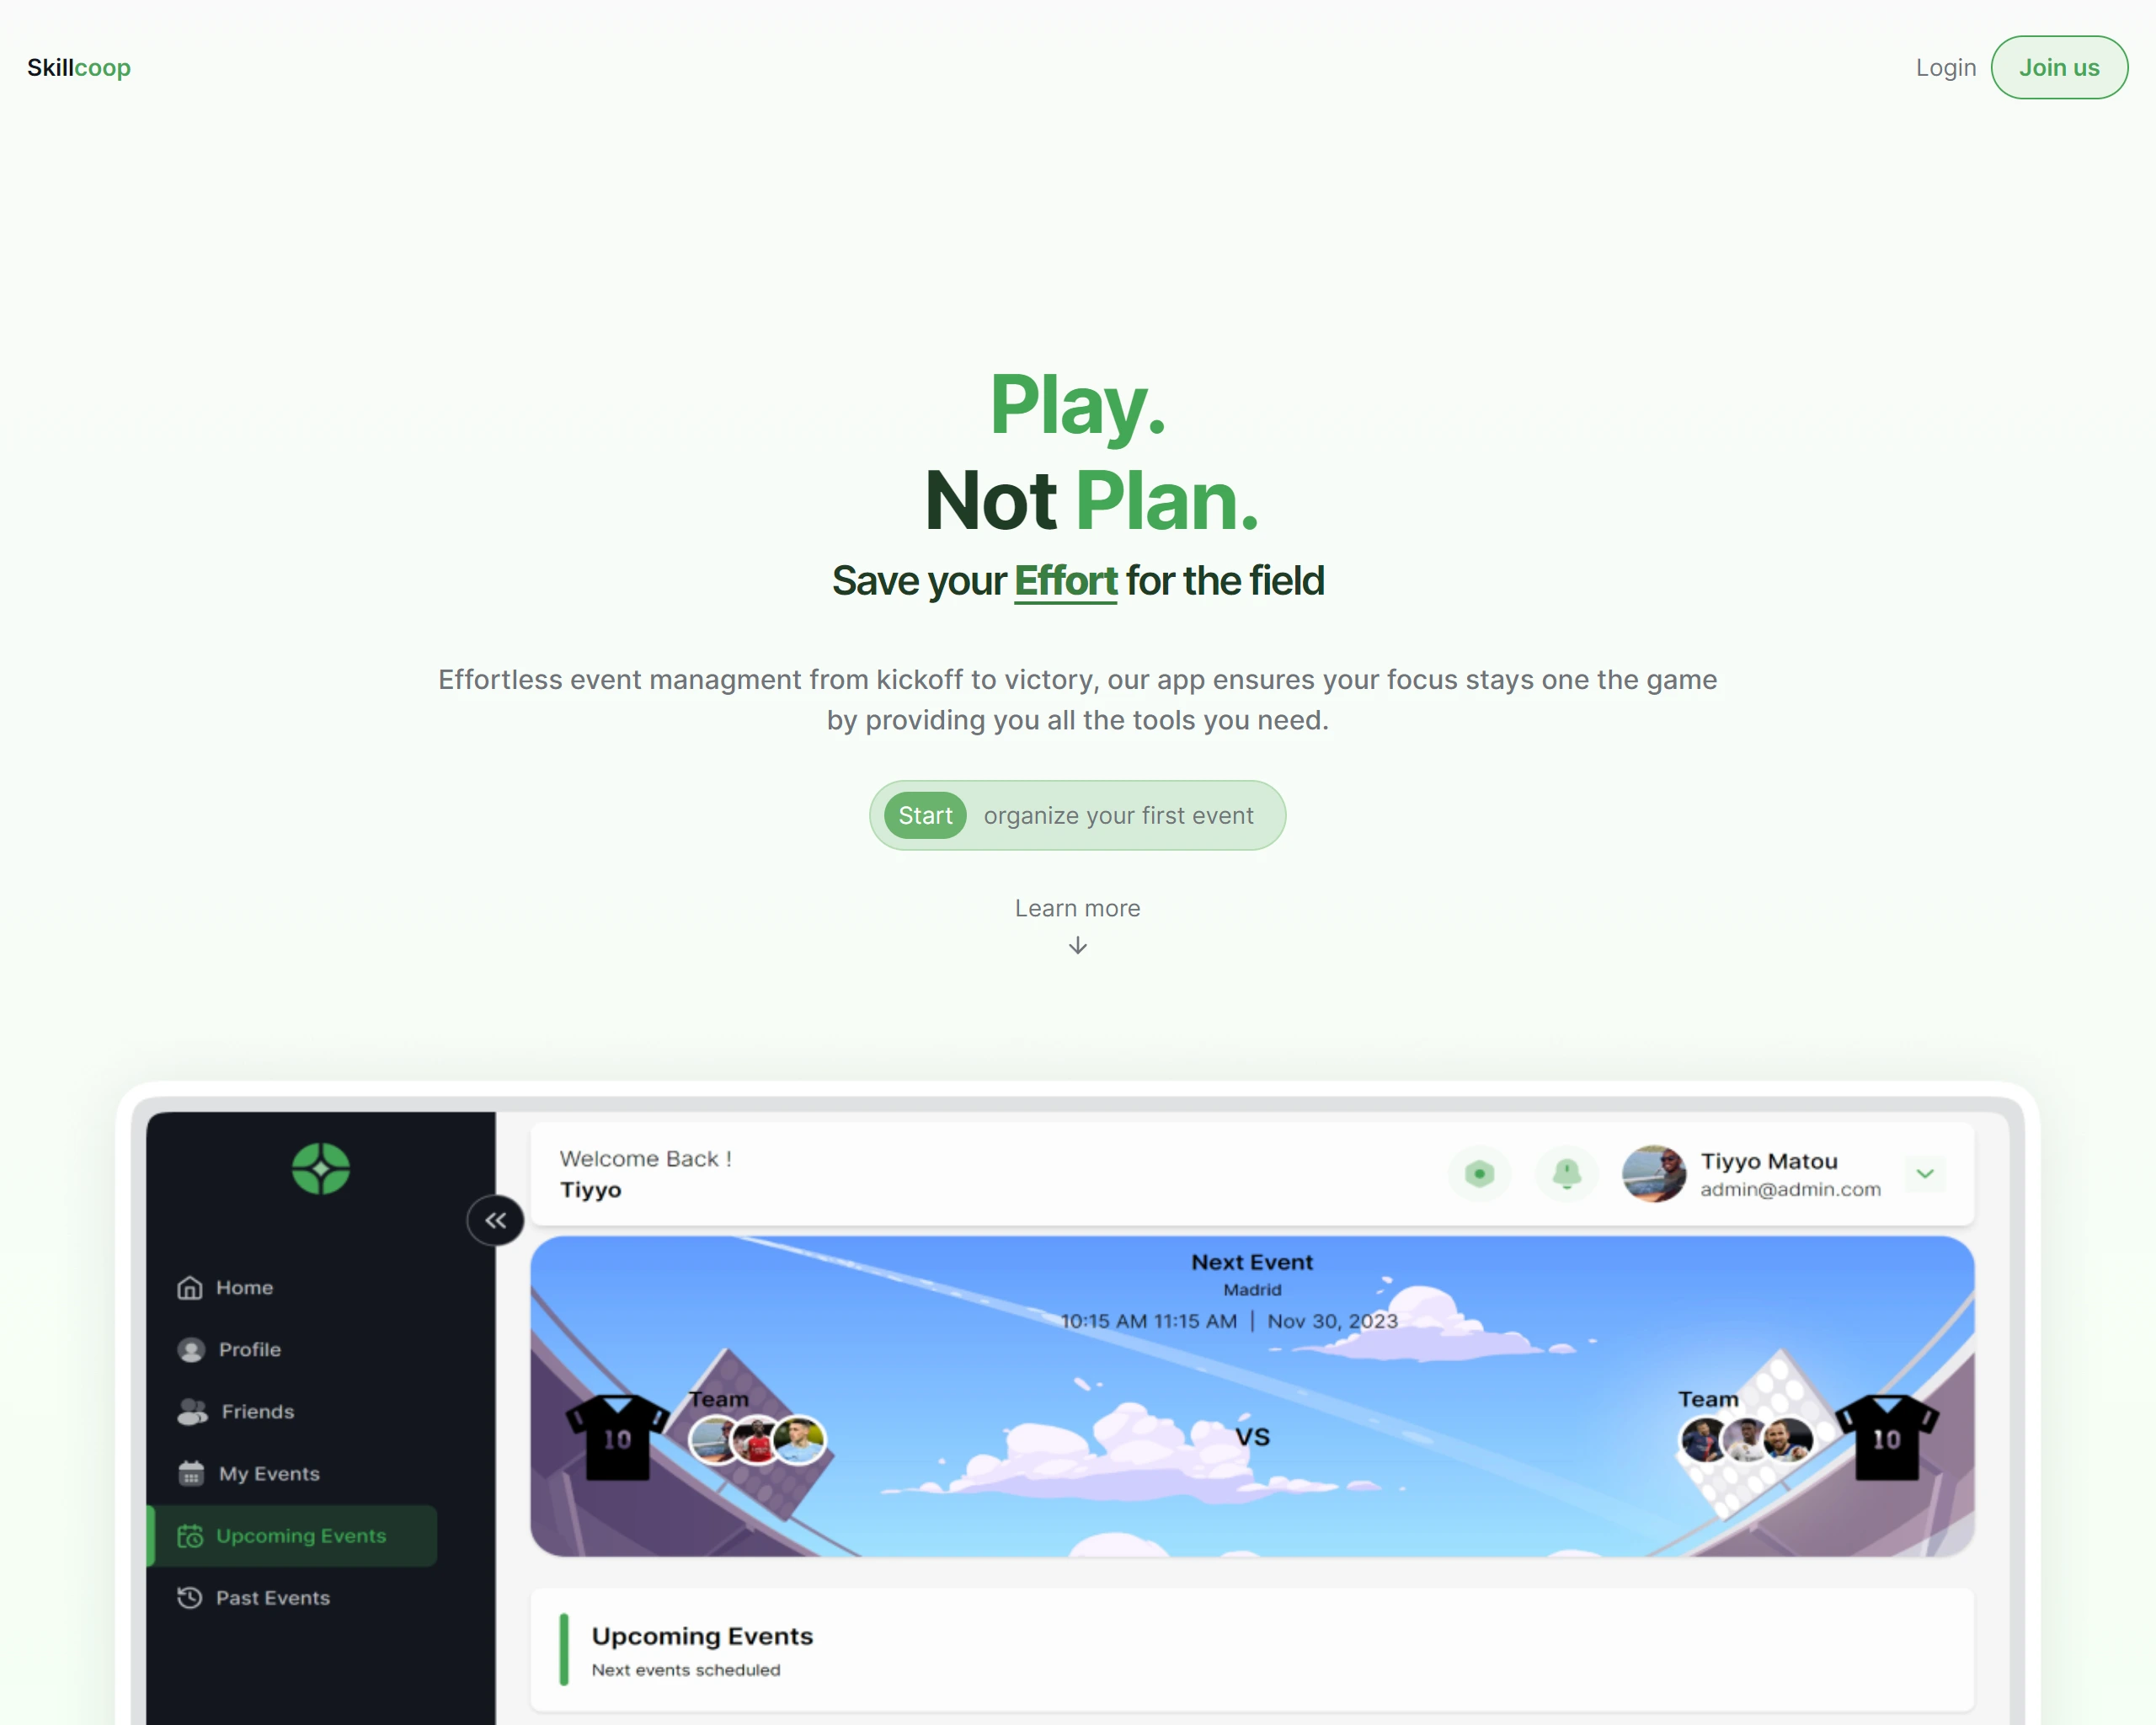 Skillcoop
Login
Join us
Play.
Not Plan.
Save your Effort for the field
Effortless event managment from kickoff to victory, our app ensures your focus stays one the game
by providing you all the tools you need.
Start organize your first event
Learn more
Welcome Back !
Tiyyo
Tiyyo Matou
admin@admin.com
Home
Profile
Friends
My Events
Upcoming Events
Past Events
Next Event
Madrid
10:15 AM 11:15 AM | Nov 30, 2023
Team
10
VS
Team
10
Upcoming Events
Next events scheduled